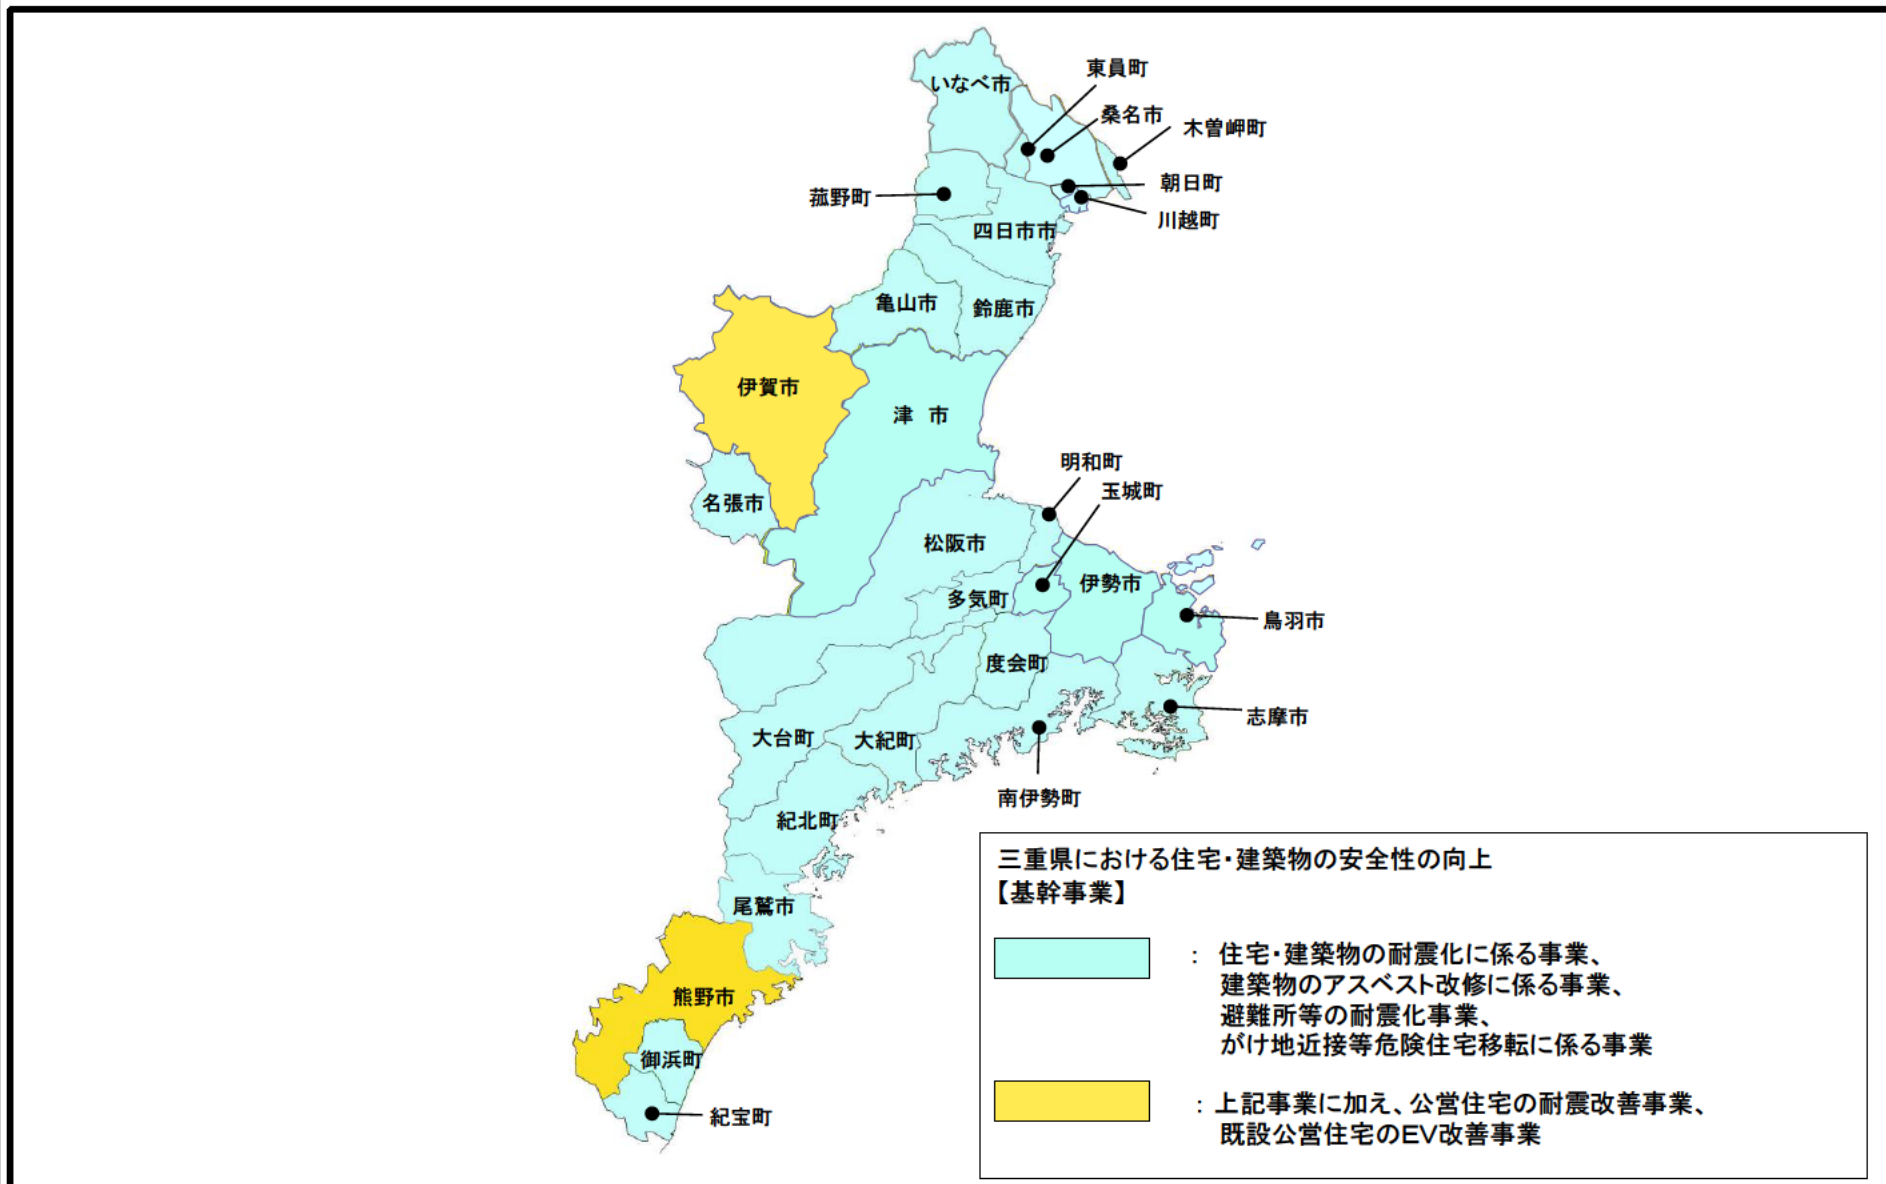 いなべ市
東員町
桑名市
木曽岬町
朝日町
川越町
菰野町
四日市市
亀山市
鈴鹿市
伊賀市
津 市
名張市
明和町
玉城町
松阪市
伊勢市
多気町
鳥羽市
度会町
志摩市
大台町
大紀町
南伊勢町
紀北町
尾鷲市
熊野市
御浜町
紀宝町
三重県における住宅・建築物の安全性の向上
【基幹事業】
： 住宅・建築物の耐震化に係る事業、
建築物のアスベスト改修に係る事業、
避難所等の耐震化事業、
がけ地近接等危険住宅移転に係る事業
： 上記事業に加え、公営住宅の耐震改善事業、
既設公営住宅のEV改善事業